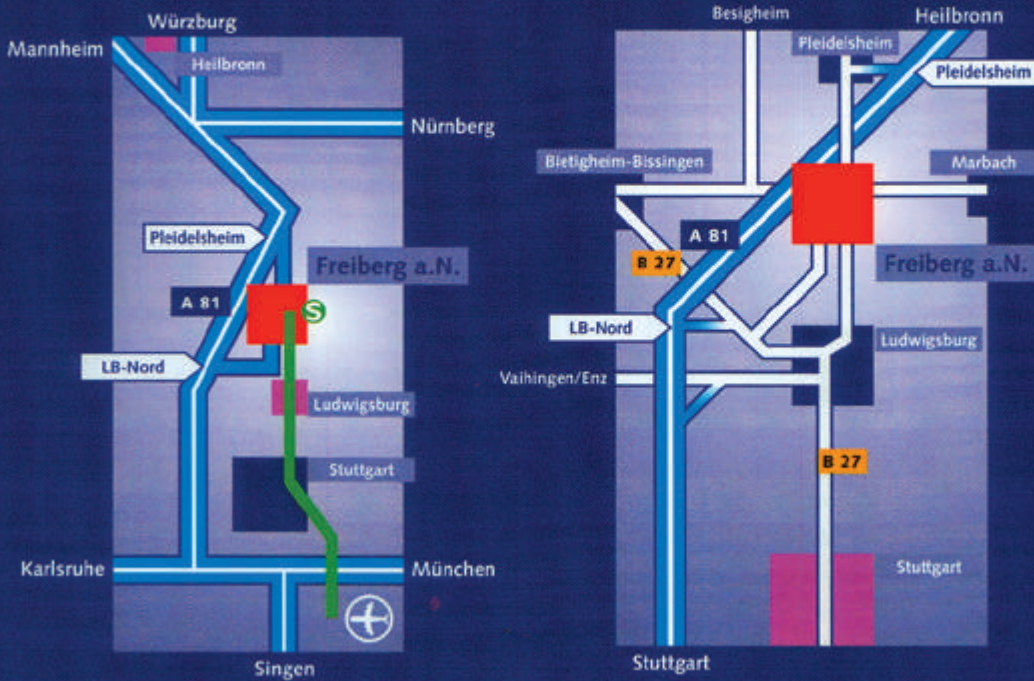 Würzburg
Mannheim
Heilbronn
Nürnberg
Pleidelsheim
Freiberg a.N.
A 81
S
LB-Nord
Ludwigsburg
Stuttgart
Karlsruhe
München
Singen
Besigheim
Heilbronn
Pleidelsheim
Pleidelsheim
Bietigheim-Bissingen
Marbach
A 81
B 27
Freiberg a.N.
LB-Nord
Ludwigsburg
Vaihingen/Enz
B 27
Stuttgart
Stuttgart